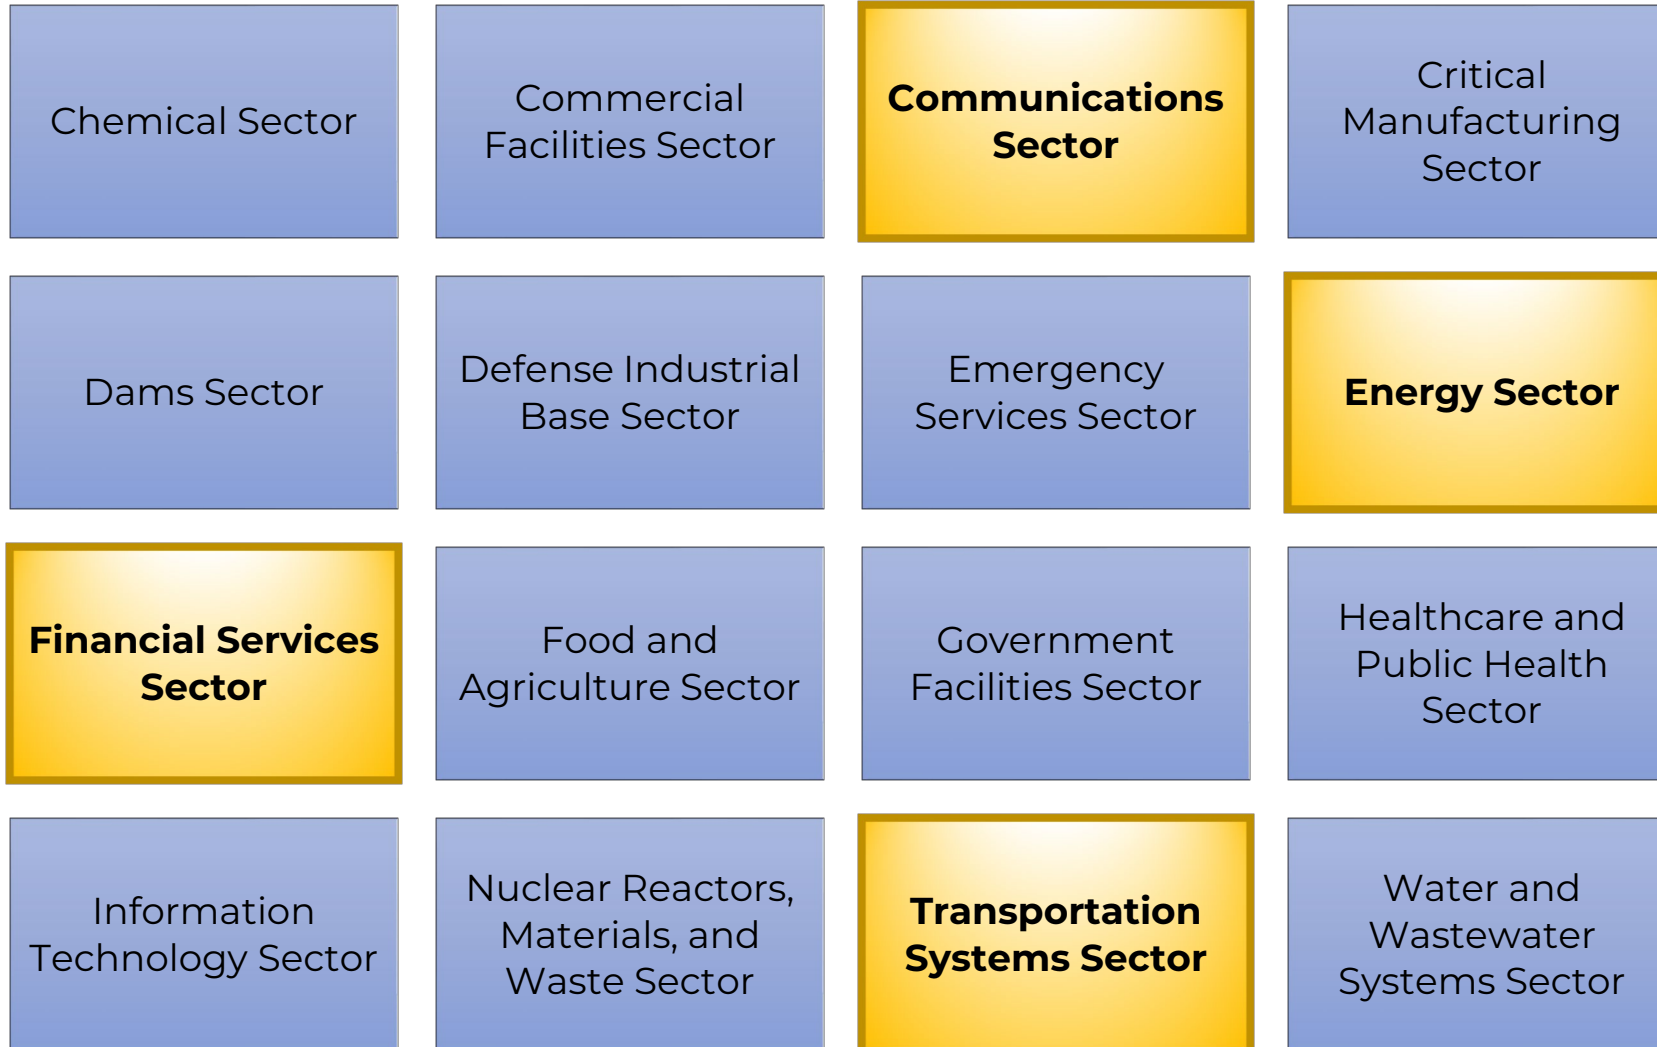 Chemical Sector
Commercial
Facilities Sector
Communications
Sector
Critical
Manufacturing
Sector
Dams Sector
Defense Industrial
Base Sector
Emergency
Services Sector
Energy Sector
Financial Services
Sector
Food and
Agriculture Sector
Government
Facilities Sector
Healthcare and
Public Health
Sector
Information
Technology Sector
Nuclear Reactors,
Materials, and
Waste Sector
Transportation
Systems Sector
Water and
Wastewater
Systems Sector